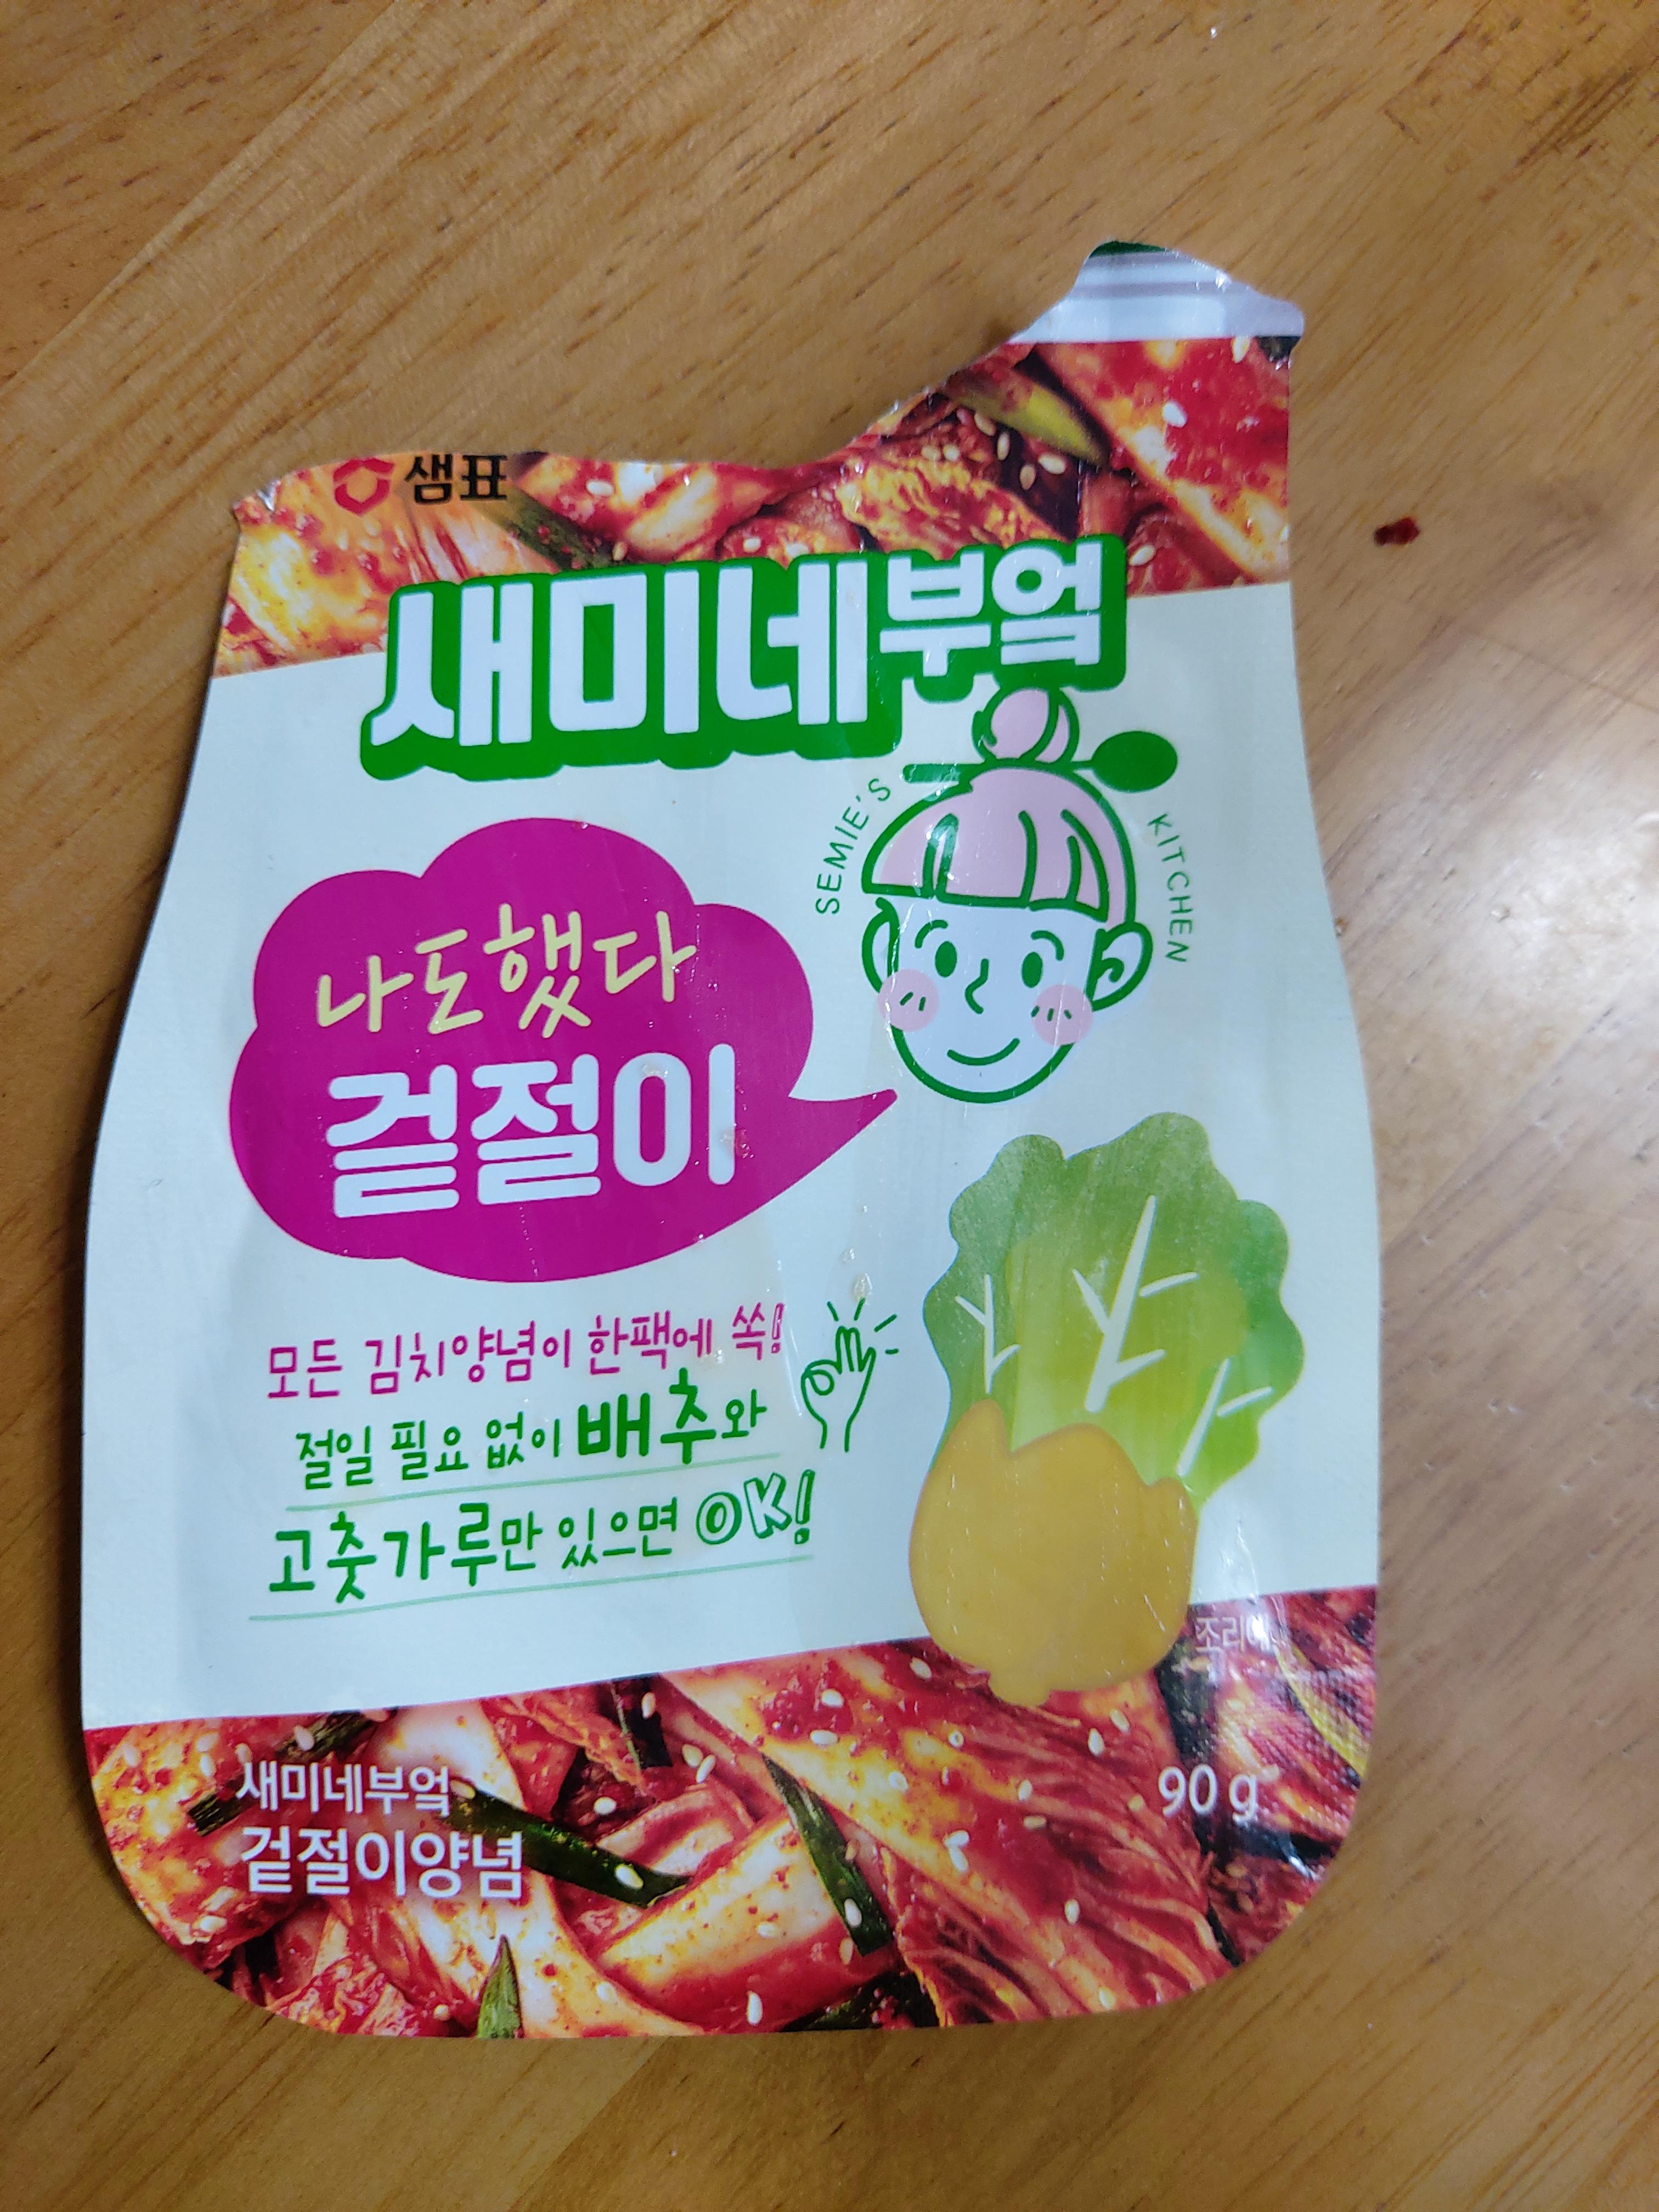 샘표
새미네부엌
SEMIE'S KITCHEN
나도했다
겉절이
모든 김치양념이 한팩에 쏙!
절일 필요 없이 배추와
고춧가루만 있으면 OK!
새미네부엌
겉절이양념
90 g